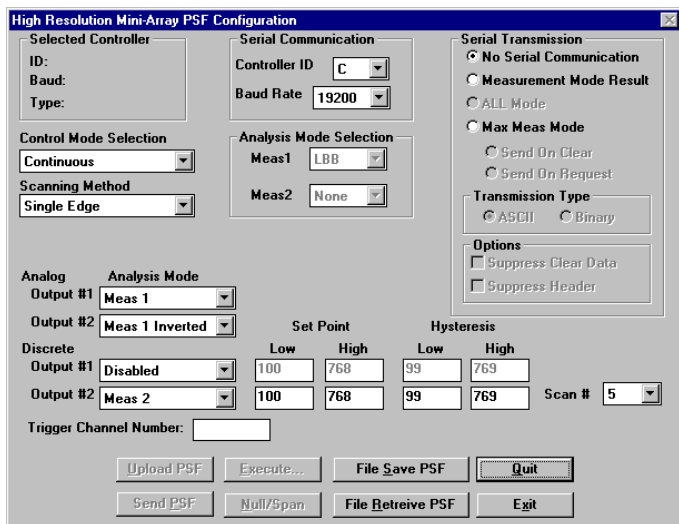 High Resolution Mini-Array PSF Configuration
Selected Controller
ID:
Baud:
Type:
Serial Communication
Controller ID C
Baud Rate 19200
Serial Transmission
No Serial Communication
Measurement Mode Result
ALL Mode
Max Meas Mode
Send On Clear
Send On Request
Transmission Type
ASCII Binary
Options
Suppress Clear Data
Suppress Header
Control Mode Selection
Continuous
Scanning Method
Single Edge
Analysis Mode Selection
Meas1 LBB
Meas2 None
Analog Analysis Mode
Output #1 Meas 1
Output #2 Meas 1 Inverted
Set Point Hysteresis
Discrete Low High Low High
Output #1 Disabled 100 768 99 769
Output #2 Meas 2 100 768 99 769 Scan # 5
Trigger Channel Number:
Upload PSF Execute... File Save PSF Quit
Send PSF Null/Span File Retreive PSF Exit